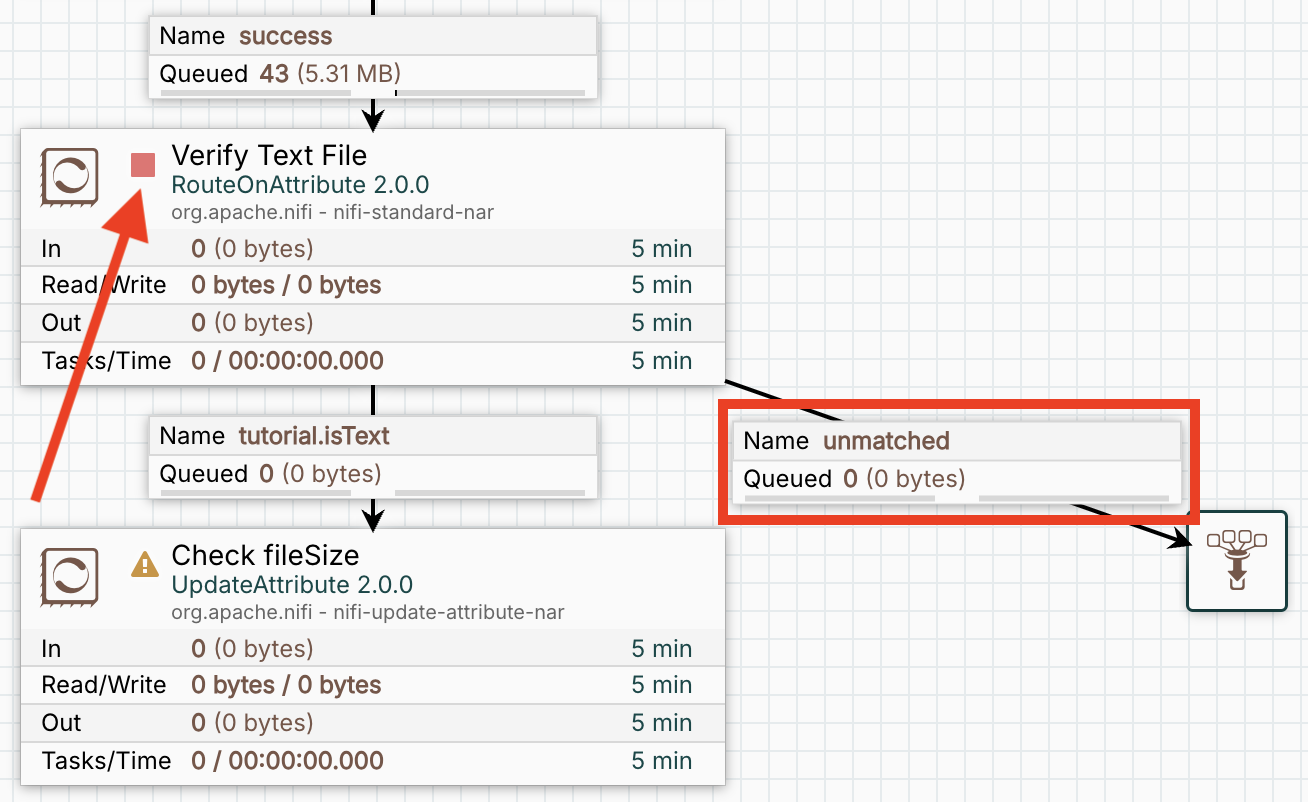 Name success
Queued 43 (5.31 MB)
Verify Text File
RouteOnAttribute 2.0.0
org.apache.nifi - nifi-standard-nar
In 0 (0 bytes) 5 min
Read/Write 0 bytes / 0 bytes 5 min
Out 0 (0 bytes) 5 min
Tasks/Time 0 / 00:00:00.000 5 min
Name tutorial.isText
Queued 0 (0 bytes)
Name unmatched
Queued 0 (0 bytes)
Check fileSize
UpdateAttribute 2.0.0
org.apache.nifi - nifi-update-attribute-nar
In 0 (0 bytes) 5 min
Read/Write 0 bytes / 0 bytes 5 min
Out 0 (0 bytes) 5 min
Tasks/Time 0 / 00:00:00.000 5 min